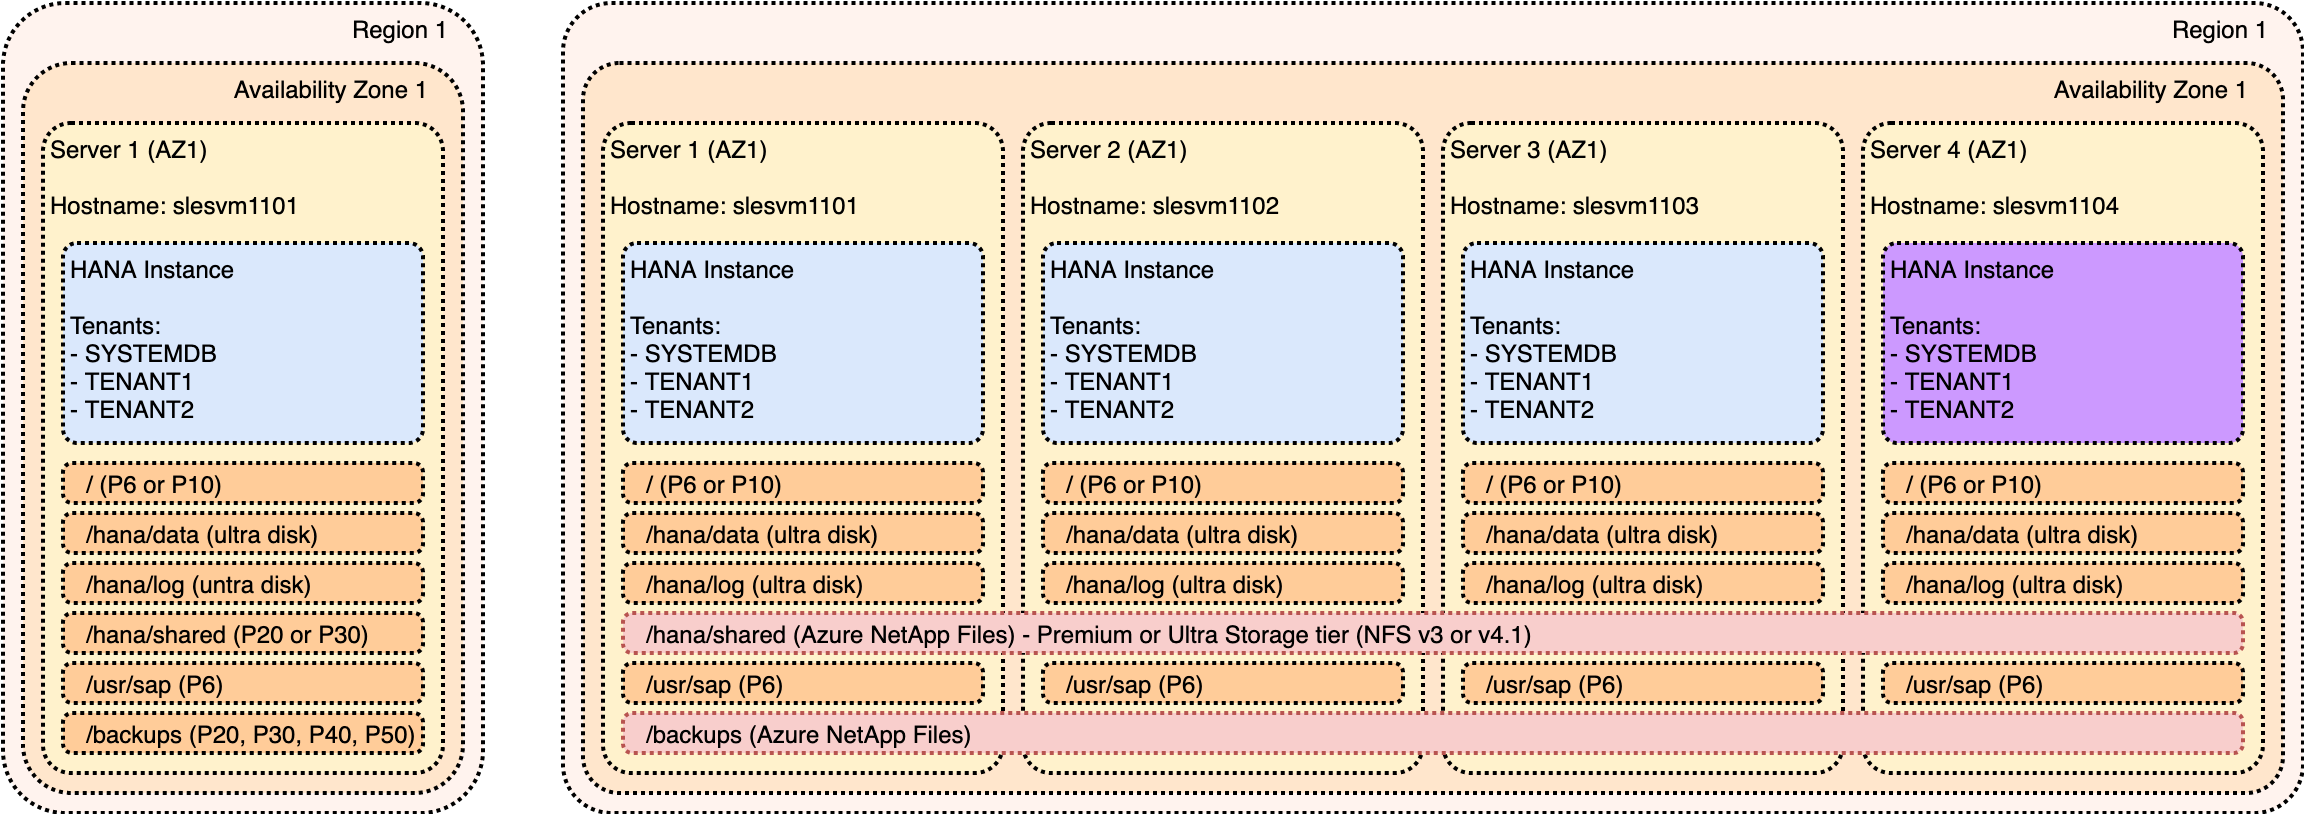 Region 1
Availability Zone 1
Server 1 (AZ1)
Hostname: slesvm1101
HANA Instance
Tenants:
- SYSTEMDB
- TENANT1
- TENANT2
/ (P6 or P10)
/hana/data (ultra disk)
/hana/log (untra disk)
/hana/shared (P20 or P30)
/usr/sap (P6)
/backups (P20, P30, P40, P50)
Region 1
Availability Zone 1
Server 1 (AZ1)
Hostname: slesvm1101
HANA Instance
Tenants:
- SYSTEMDB
- TENANT1
- TENANT2
/ (P6 or P10)
/hana/data (ultra disk)
/hana/log (ultra disk)
Server 2 (AZ1)
Hostname: slesvm1102
HANA Instance
Tenants:
- SYSTEMDB
- TENANT1
- TENANT2
/ (P6 or P10)
/hana/data (ultra disk)
/hana/log (ultra disk)
Server 3 (AZ1)
Hostname: slesvm1103
HANA Instance
Tenants:
- SYSTEMDB
- TENANT1
- TENANT2
/ (P6 or P10)
/hana/data (ultra disk)
/hana/log (ultra disk)
Server 4 (AZ1)
Hostname: slesvm1104
HANA Instance
Tenants:
- SYSTEMDB
- TENANT1
- TENANT2
/ (P6 or P10)
/hana/data (ultra disk)
/hana/log (ultra disk)
/hana/shared (Azure NetApp Files) - Premium or Ultra Storage tier (NFS v3 or v4.1)
/usr/sap (P6)
/usr/sap (P6)
/usr/sap (P6)
/usr/sap (P6)
/backups (Azure NetApp Files)